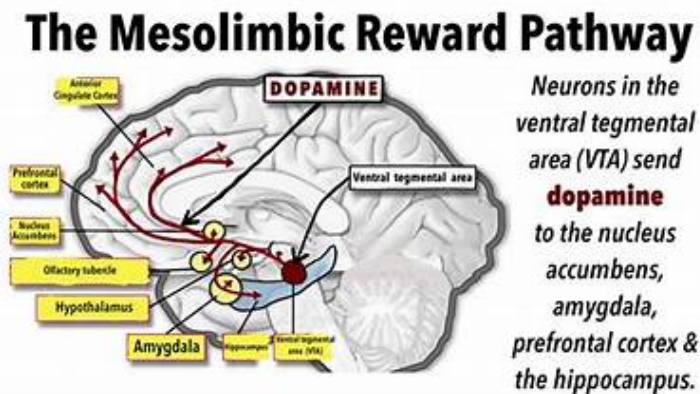 The Mesolimbic Reward Pathway
Anterior
Cingulate Cortex
DOPAMINE
Prefrontal
cortex
Ventral tegmental area
Nucleus
Accumbens
Olfactory tubercle
Hypothalamus
Amygdala
Hippocampus
Ventral tegmental
area (VTA)
Neurons in the
ventral tegmental
area (VTA) send
dopamine
to the nucleus
accumbens,
amygdala,
prefrontal cortex &
the hippocampus.